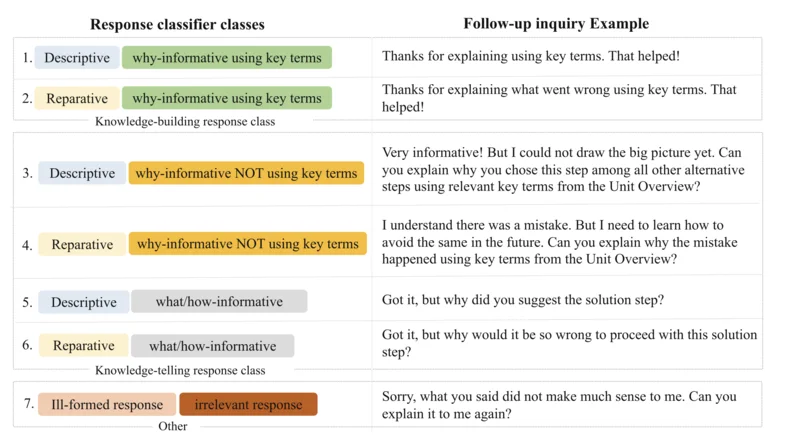 Response classifier classes
Follow-up inquiry Example
1. Descriptive why-informative using key terms
Thanks for explaining using key terms. That helped!
2. Reparative why-informative using key terms
Thanks for explaining what went wrong using key terms. That
helped!
Knowledge-building response class
3. Descriptive why-informative NOT using key terms
Very informative! But I could not draw the big picture yet. Can
you explain why you chose this step among all other alternative
steps using relevant key terms from the Unit Overview?
4. Reparative why-informative NOT using key terms
I understand there was a mistake. But I need to learn how to
avoid the same in the future. Can you explain why the mistake
happened using key terms from the Unit Overview?
5. Descriptive what/how-informative
Got it, but why did you suggest the solution step?
6. Reparative what/how-informative
Got it, but why would it be so wrong to proceed with this solution
step?
Knowledge-telling response class
7. Ill-formed response irrelevant response
Sorry, what you said did not make much sense to me. Can you
explain it to me again?
Other